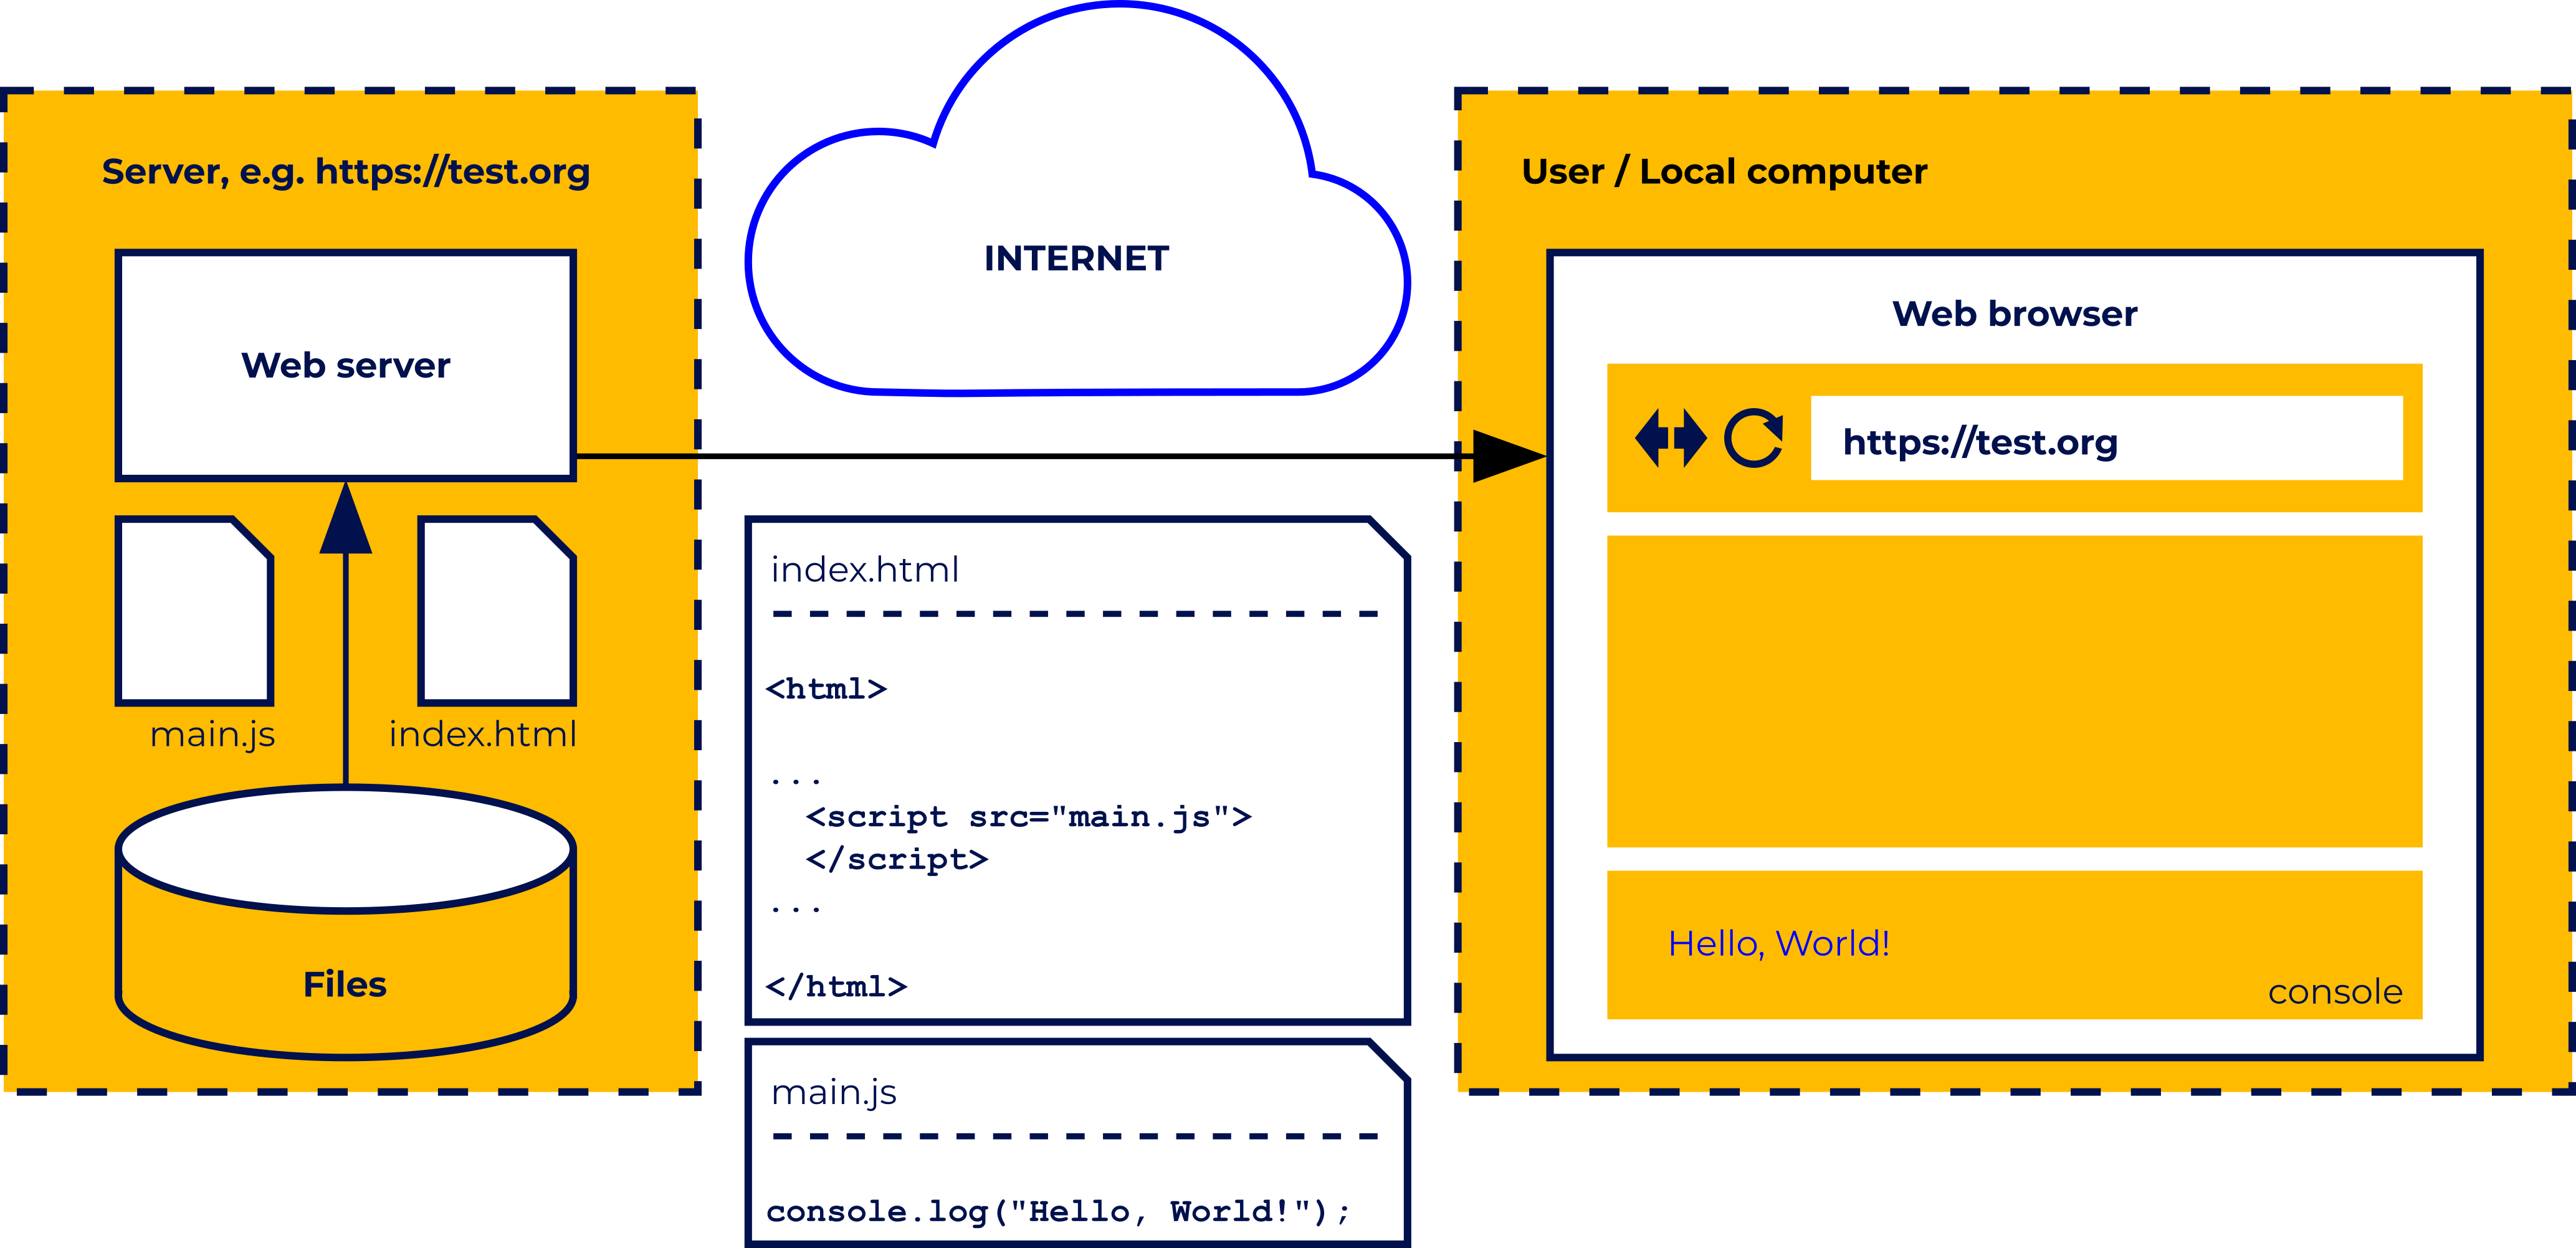 Server, e.g. https://test.org
Web server
main.js
index.html
Files
INTERNET
index.html
<html>
...
<script src="main.js">
</script>
...
</html>
main.js
console.log("Hello, World!");
User / Local computer
Web browser
https://test.org
Hello, World!
console